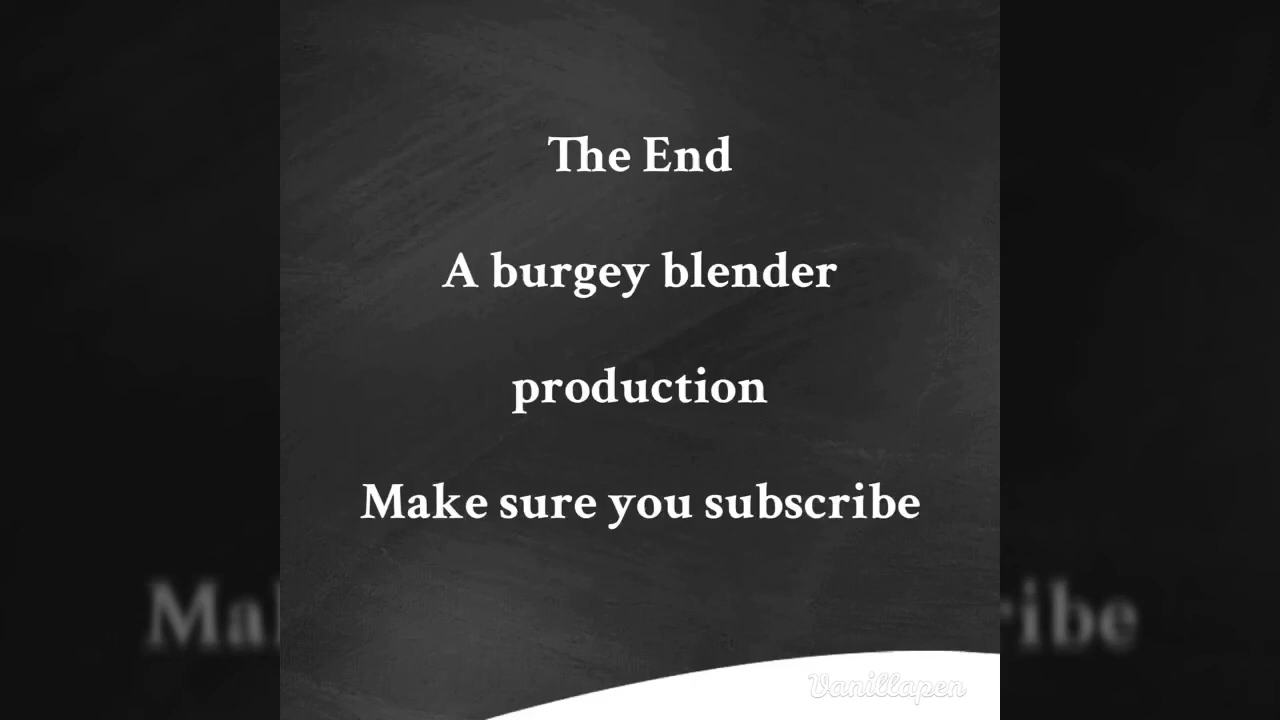 The End
A burgey blender
production
Make sure you subscribe
Vanillapen